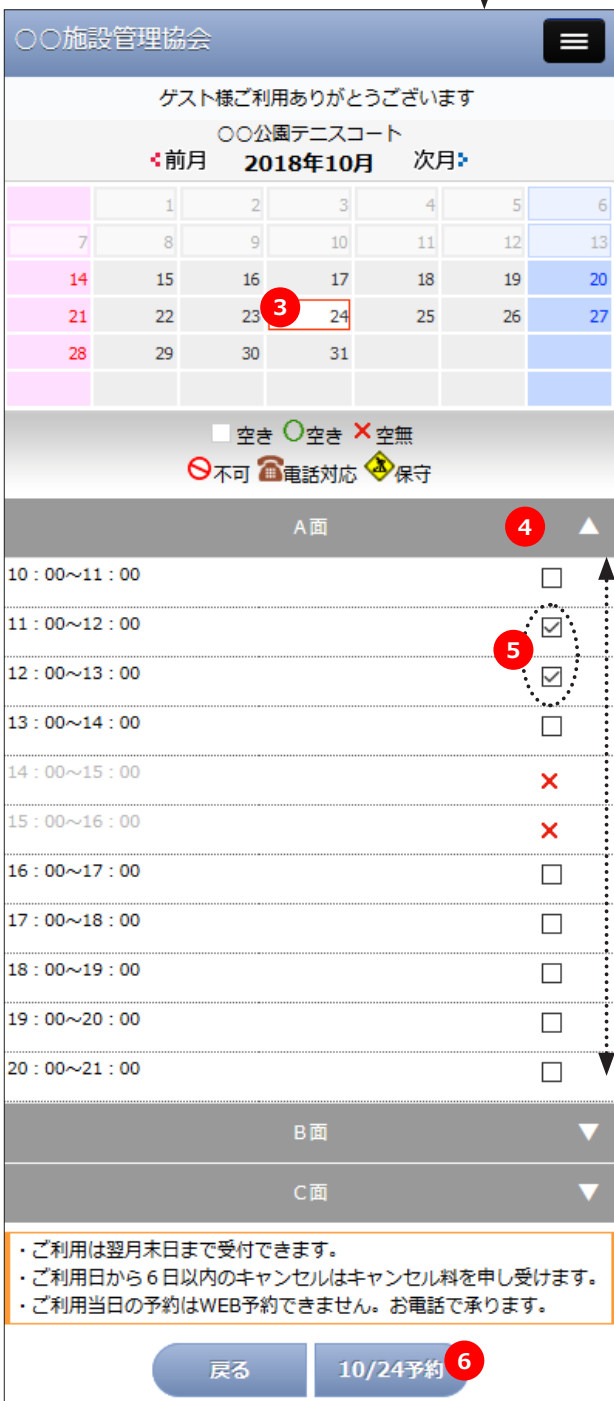 〇〇施設管理協会
ゲスト様ご利用ありがとうございます
〇〇公園テニスコート
前月 2018年10月 次月
1 2 3 4 5 6
7 8 9 10 11 12 13
14 15 16 17 18 19 20
21 22 23 3 24 25 26 27
28 29 30 31
空き 空き 空無
不可 電話対応 保守
A面 4 ▲
10：00～11：00
11：00～12：00
5
12：00～13：00
13：00～14：00
14：00～15：00
15：00～16：00
16：00～17：00
17：00～18：00
18：00～19：00
19：00～20：00
20：00～21：00
B面 ▼
C面 ▼
・ご利用は翌月末日まで受付できます。
・ご利用日から６日以内のキャンセルはキャンセル料を申し受けます。
・ご利用当日の予約はWEB予約できません。お電話で承ります。
戻る 10/24予約 6